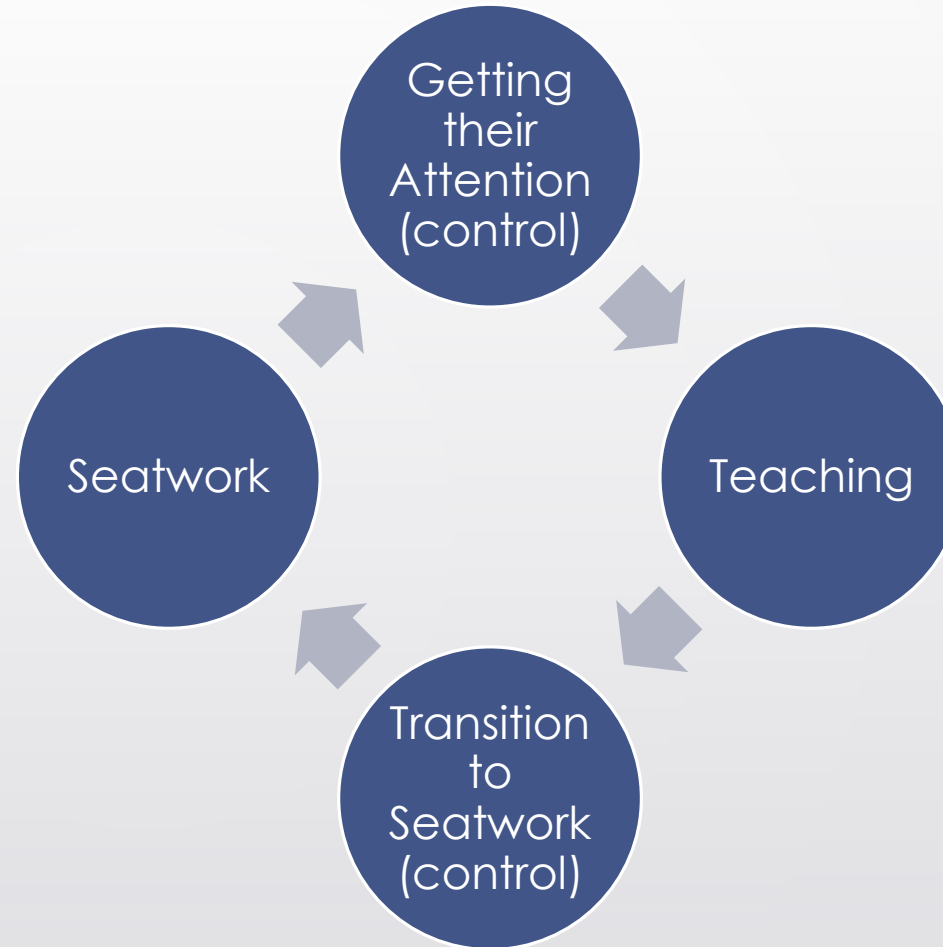 Getting
their
Attention
(control)
Teaching
Transition
to
Seatwork
(control)
Seatwork